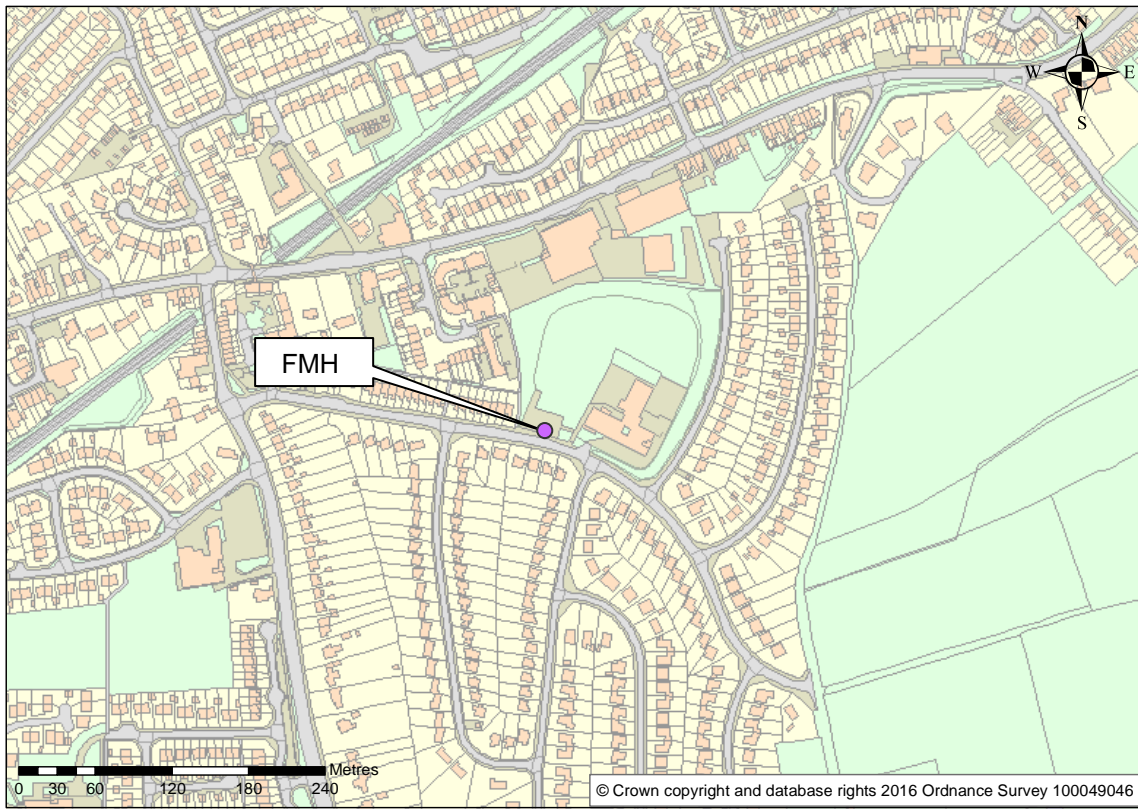 N
W E
S
FMH
Metres
0 30 60 120 180 240
© Crown copyright and database rights 2016 Ordnance Survey 100049046